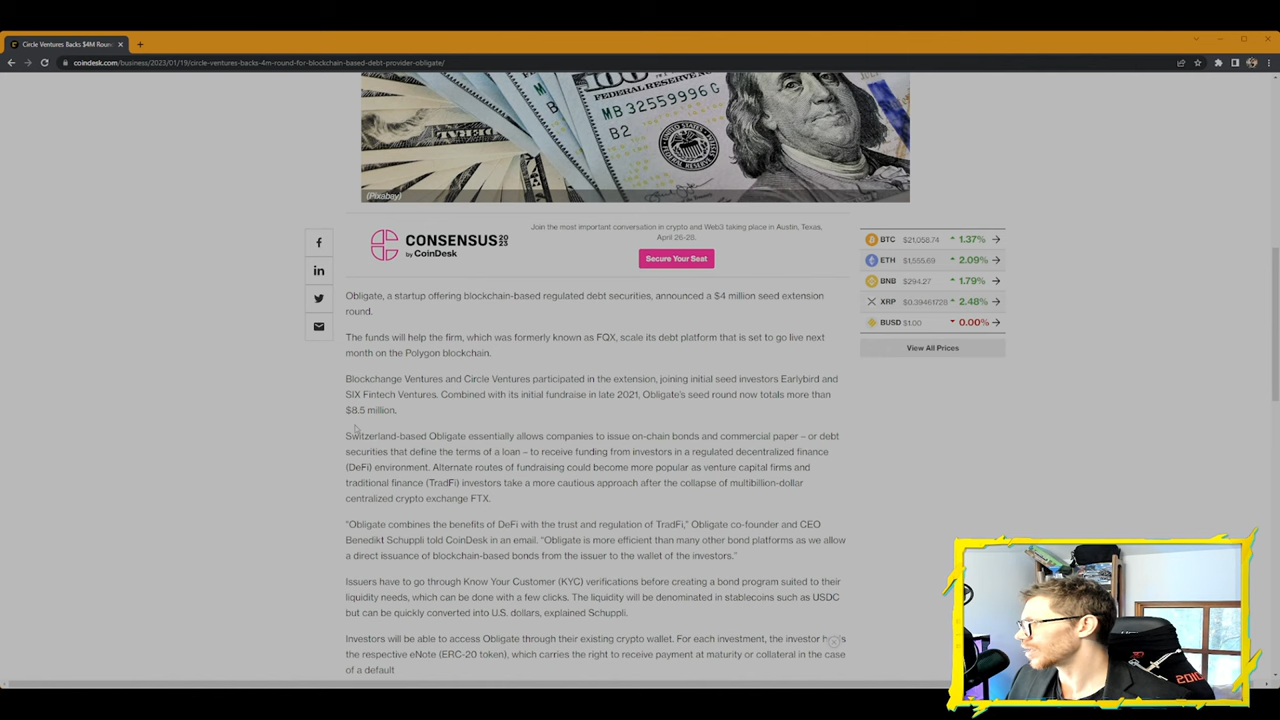 Circle Ventures Backs $4M Roun
coindesk.com/business/2023/01/19/circle-ventures-backs-4m-round-for-blockchain-based-debt-provider-obligate/
100
FEDERAL RESERVE NO
MB 32559996 G
B2
(Pixabay)
CONSENSUS 2023
by CoinDesk
Join the most important conversation in crypto and Web3 taking place in Austin, Texas,
April 26-28.
Secure Your Seat
BTC $21,058.74 1.37%
ETH $1,555.69 2.09%
BNB $294.27 1.79%
XRP $0.39461728 2.48%
BUSD $1.00 0.00%
View All Prices
Obligate, a startup offering blockchain-based regulated debt securities, announced a $4 million seed extension
round.
The funds will help the firm, which was formerly known as FQX, scale its debt platform that is set to go live next
month on the Polygon blockchain.
Blockchange Ventures and Circle Ventures participated in the extension, joining initial seed investors Earlybird and
SIX Fintech Ventures. Combined with its initial fundraise in late 2021, Obligate's seed round now totals more than
$8.5 million.
Switzerland-based Obligate essentially allows companies to issue on-chain bonds and commercial paper – or debt
securities that define the terms of a loan – to receive funding from investors in a regulated decentralized finance
(DeFi) environment. Alternate routes of fundraising could become more popular as venture capital firms and
traditional finance (TradFi) investors take a more cautious approach after the collapse of multibillion-dollar
centralized crypto exchange FTX.
"Obligate combines the benefits of DeFi with the trust and regulation of TradFi," Obligate co-founder and CEO
Benedikt Schuppli told CoinDesk in an email. "Obligate is more efficient than many other bond platforms as we allow
a direct issuance of blockchain-based bonds from the issuer to the wallet of the investors."
Issuers have to go through Know Your Customer (KYC) verifications before creating a bond program suited to their
liquidity needs, which can be done with a few clicks. The liquidity will be denominated in stablecoins such as USDC
but can be quickly converted into U.S. dollars, explained Schuppli.
Investors will be able to access Obligate through their existing crypto wallet. For each investment, the investor
the respective eNote (ERC-20 token), which carries the right to receive payment at maturity or collateral in the case
of a default